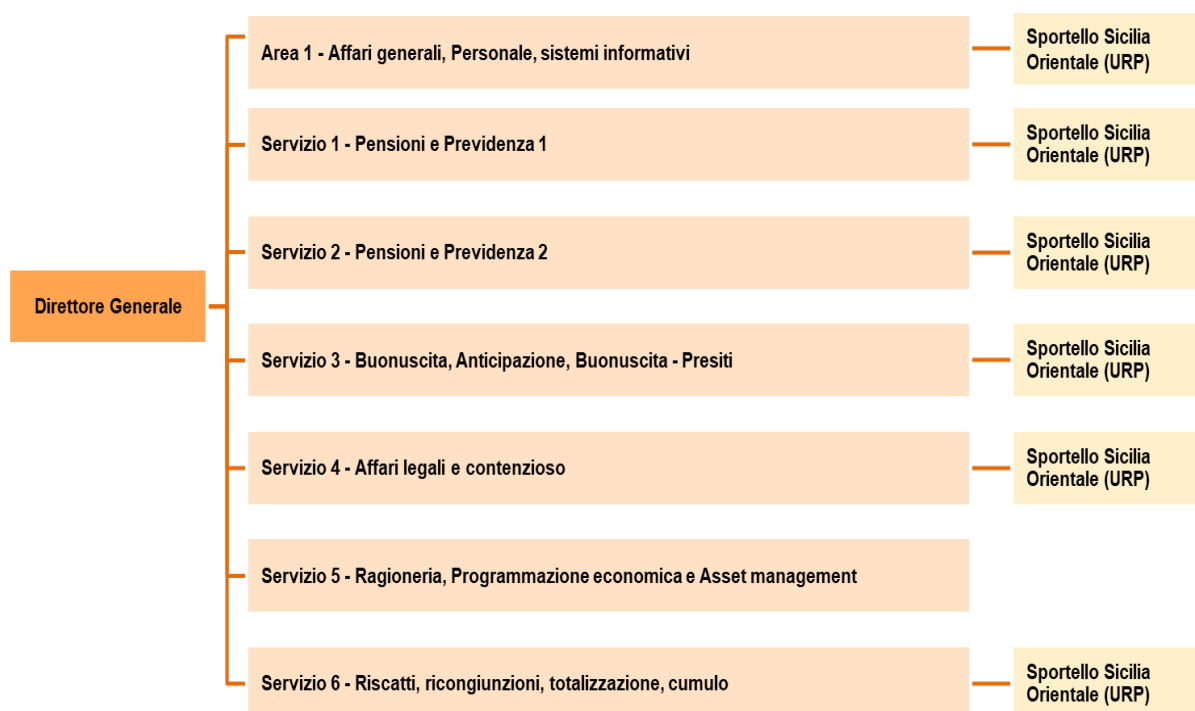 Area 1 - Affari generali, Personale, sistemi informativi
Sportello Sicilia
Orientale (URP)
Servizio 1 - Pensioni e Previdenza 1
Sportello Sicilia
Orientale (URP)
Servizio 2 - Pensioni e Previdenza 2
Sportello Sicilia
Orientale (URP)
Direttore Generale
Servizio 3 - Buonuscita, Anticipazione, Buonuscita - Presiti
Sportello Sicilia
Orientale (URP)
Servizio 4 - Affari legali e contenzioso
Sportello Sicilia
Orientale (URP)
Servizio 5 - Ragioneria, Programmazione economica e Asset management
Servizio 6 - Riscatti, ricongiunzioni, totalizzazione, cumulo
Sportello Sicilia
Orientale (URP)